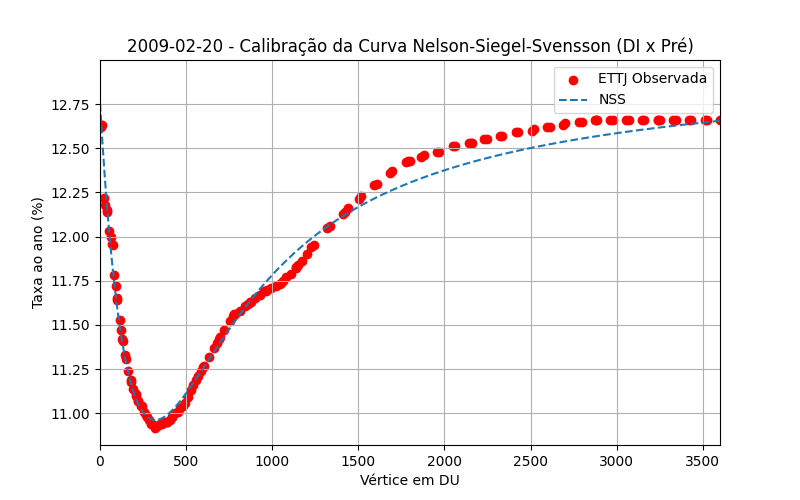 2009-02-20 - Calibração da Curva Nelson-Siegel-Svensson (DI x Pré)
ETTJ Observada
NSS
Taxa ao ano (%)
12.75
12.50
12.25
12.00
11.75
11.50
11.25
11.00
0 500 1000 1500 2000 2500 3000 3500
Vértice em DU